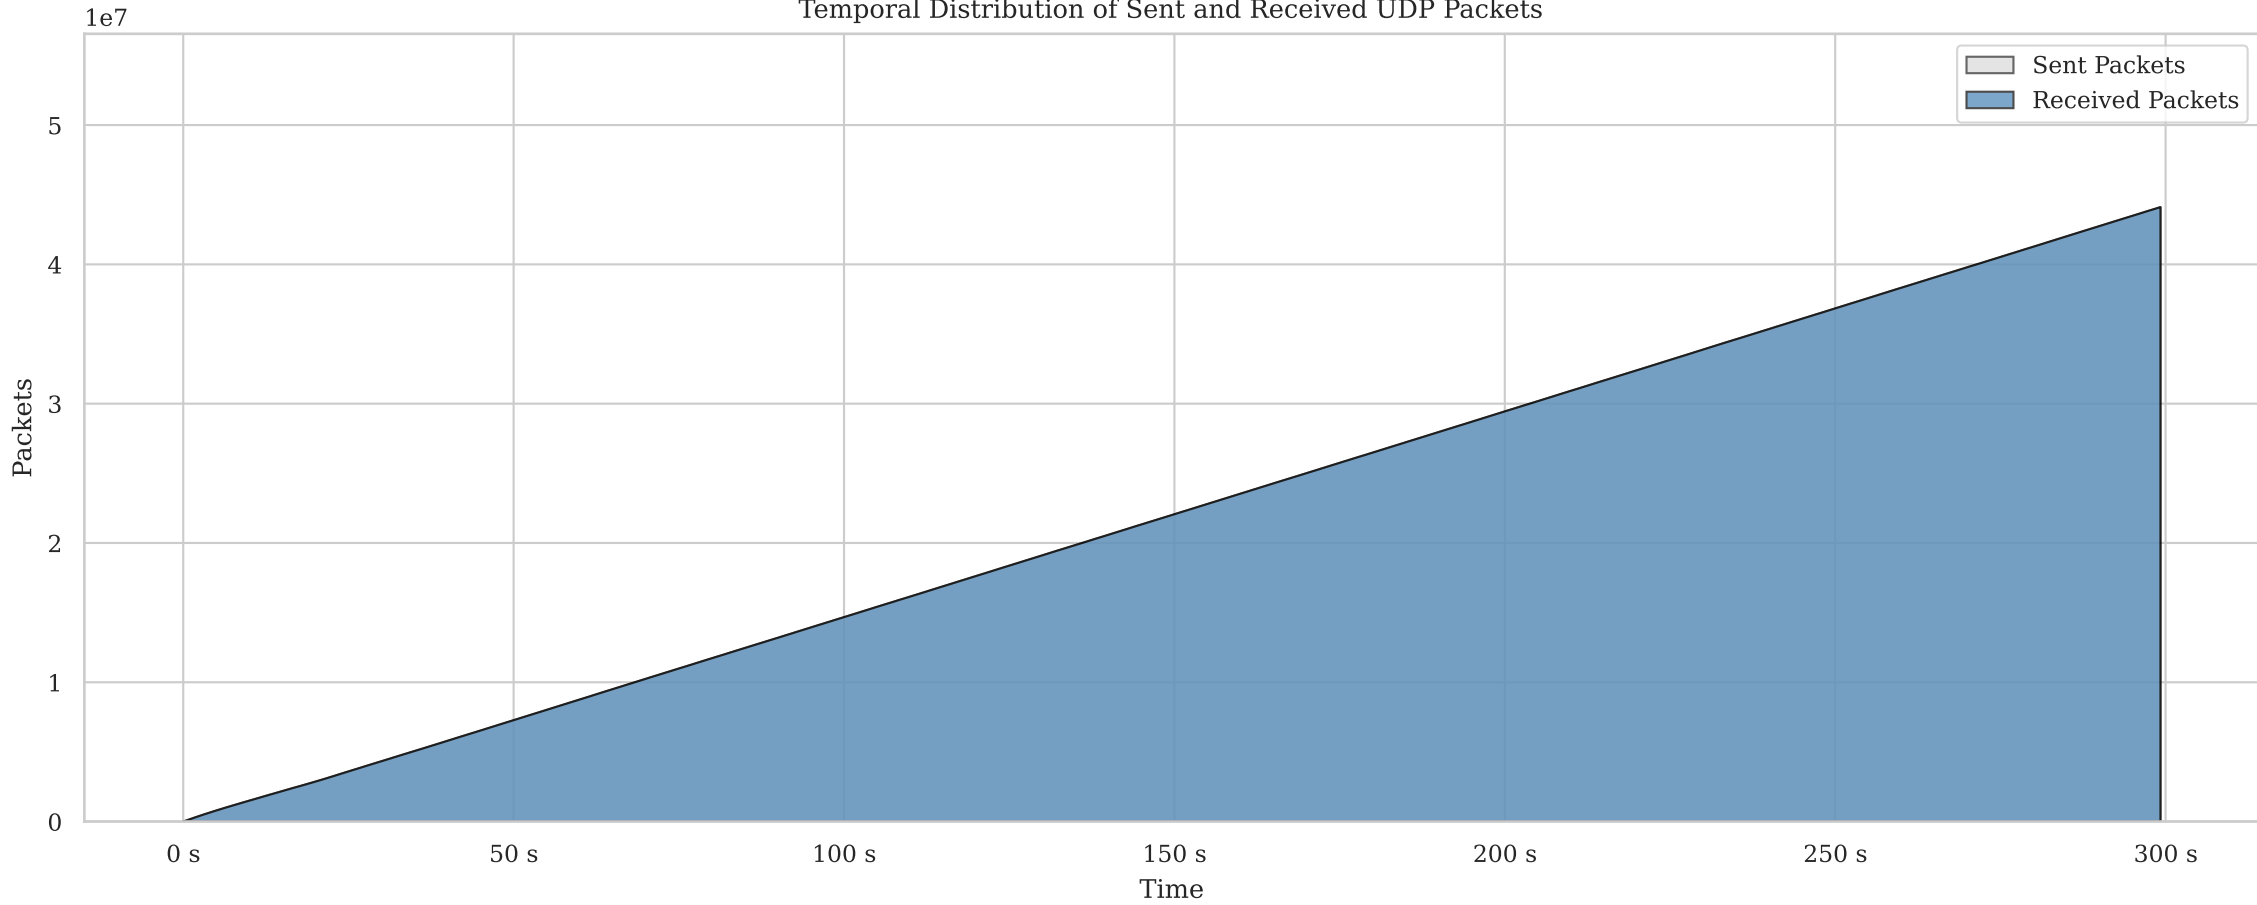 Temporal Distribution of Sent and Received UDP Packets
1e7
Sent Packets
Received Packets
5
4
3
2
1
0
Packets
0 s 50 s 100 s 150 s 200 s 250 s 300 s
Time